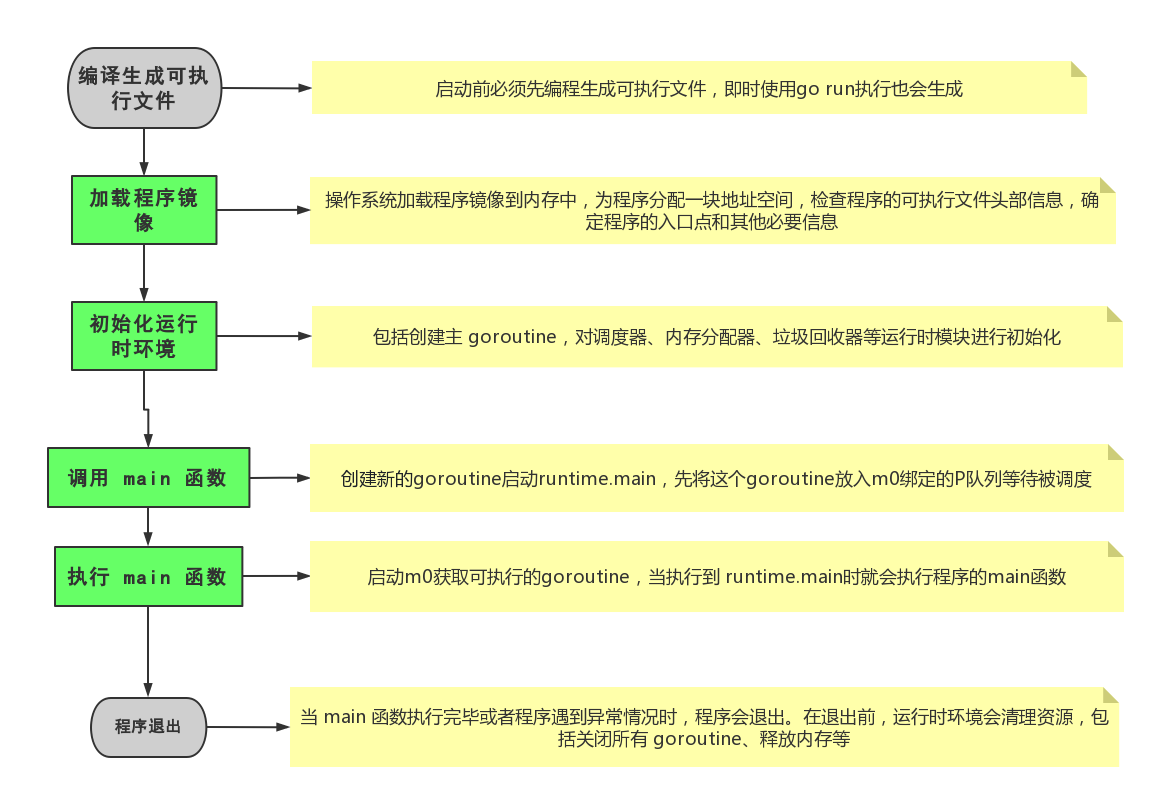 编译生成可执
行文件
启动前必须先编程生成可执行文件，即时使用go run执行也会生成
加载程序镜
像
操作系统加载程序镜像到内存中，为程序分配一块地址空间，检查程序的可执行文件头部信息，确
定程序的入口点和其他必要信息
初始化运行
时环境
包括创建主 goroutine，对调度器、内存分配器、垃圾回收器等运行时模块进行初始化
调用 main 函数
创建新的goroutine启动runtime.main，先将这个goroutine放入m0绑定的P队列等待被调度
执行 main 函数
启动m0获取可执行的goroutine，当执行到 runtime.main时就会执行程序的main函数
程序退出
当 main 函数执行完毕或者程序遇到异常情况时，程序会退出。在退出前，运行时环境会清理资源，包
括关闭所有 goroutine、释放内存等